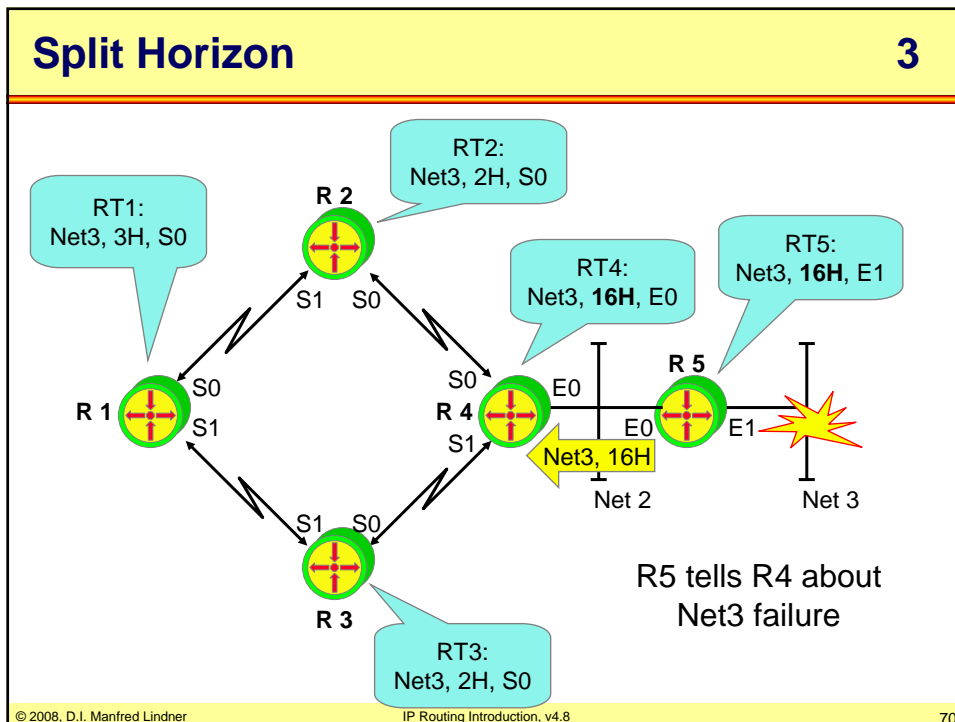 Split Horizon 3
RT2:
Net3, 2H, S0
R 2
RT1:
Net3, 3H, S0
RT4:
Net3, 16H, E0
RT5:
Net3, 16H, E1
S1 S0
R 5
S0
R 1
S1
S0
R 4
S1
E0
E0
E1
Net3, 16H
Net 2
Net 3
S1 S0
R 3
R5 tells R4 about
Net3 failure
RT3:
Net3, 2H, S0
© 2008, D.I. Manfred Lindner
IP Routing Introduction, v4.8
70